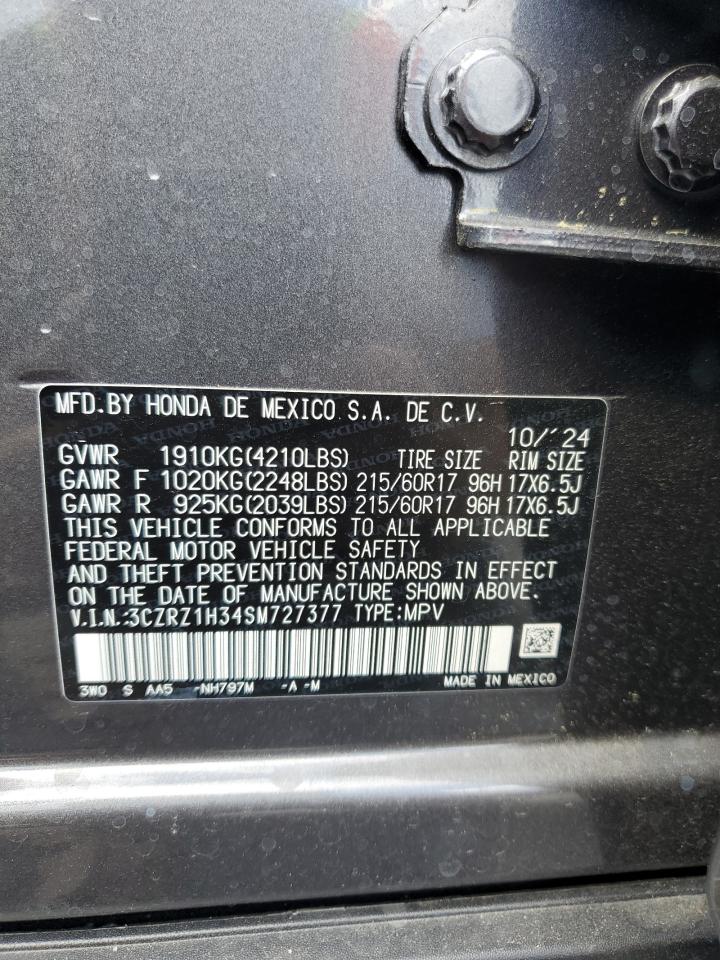 MFD.BY HONDA DE MEXICO S.A. DE C.V.
10/'24
GVWR 1910KG(4210LBS) TIRE SIZE RIM SIZE
GAWR F 1020KG(2248LBS) 215/60R17 96H 17X6.5J
GAWR R 925KG(2039LBS) 215/60R17 96H 17X6.5J
THIS VEHICLE CONFORMS TO ALL APPLICABLE
FEDERAL MOTOR VEHICLE SAFETY
AND THEFT PREVENTION STANDARDS IN EFFECT
ON THE DATE OF MANUFACTURE SHOWN ABOVE.
V.I.N.:3CZRZ1H34SM727377 TYPE:MPV
3W0 S AA5 -NH797M -A -M MADE IN MEXICO